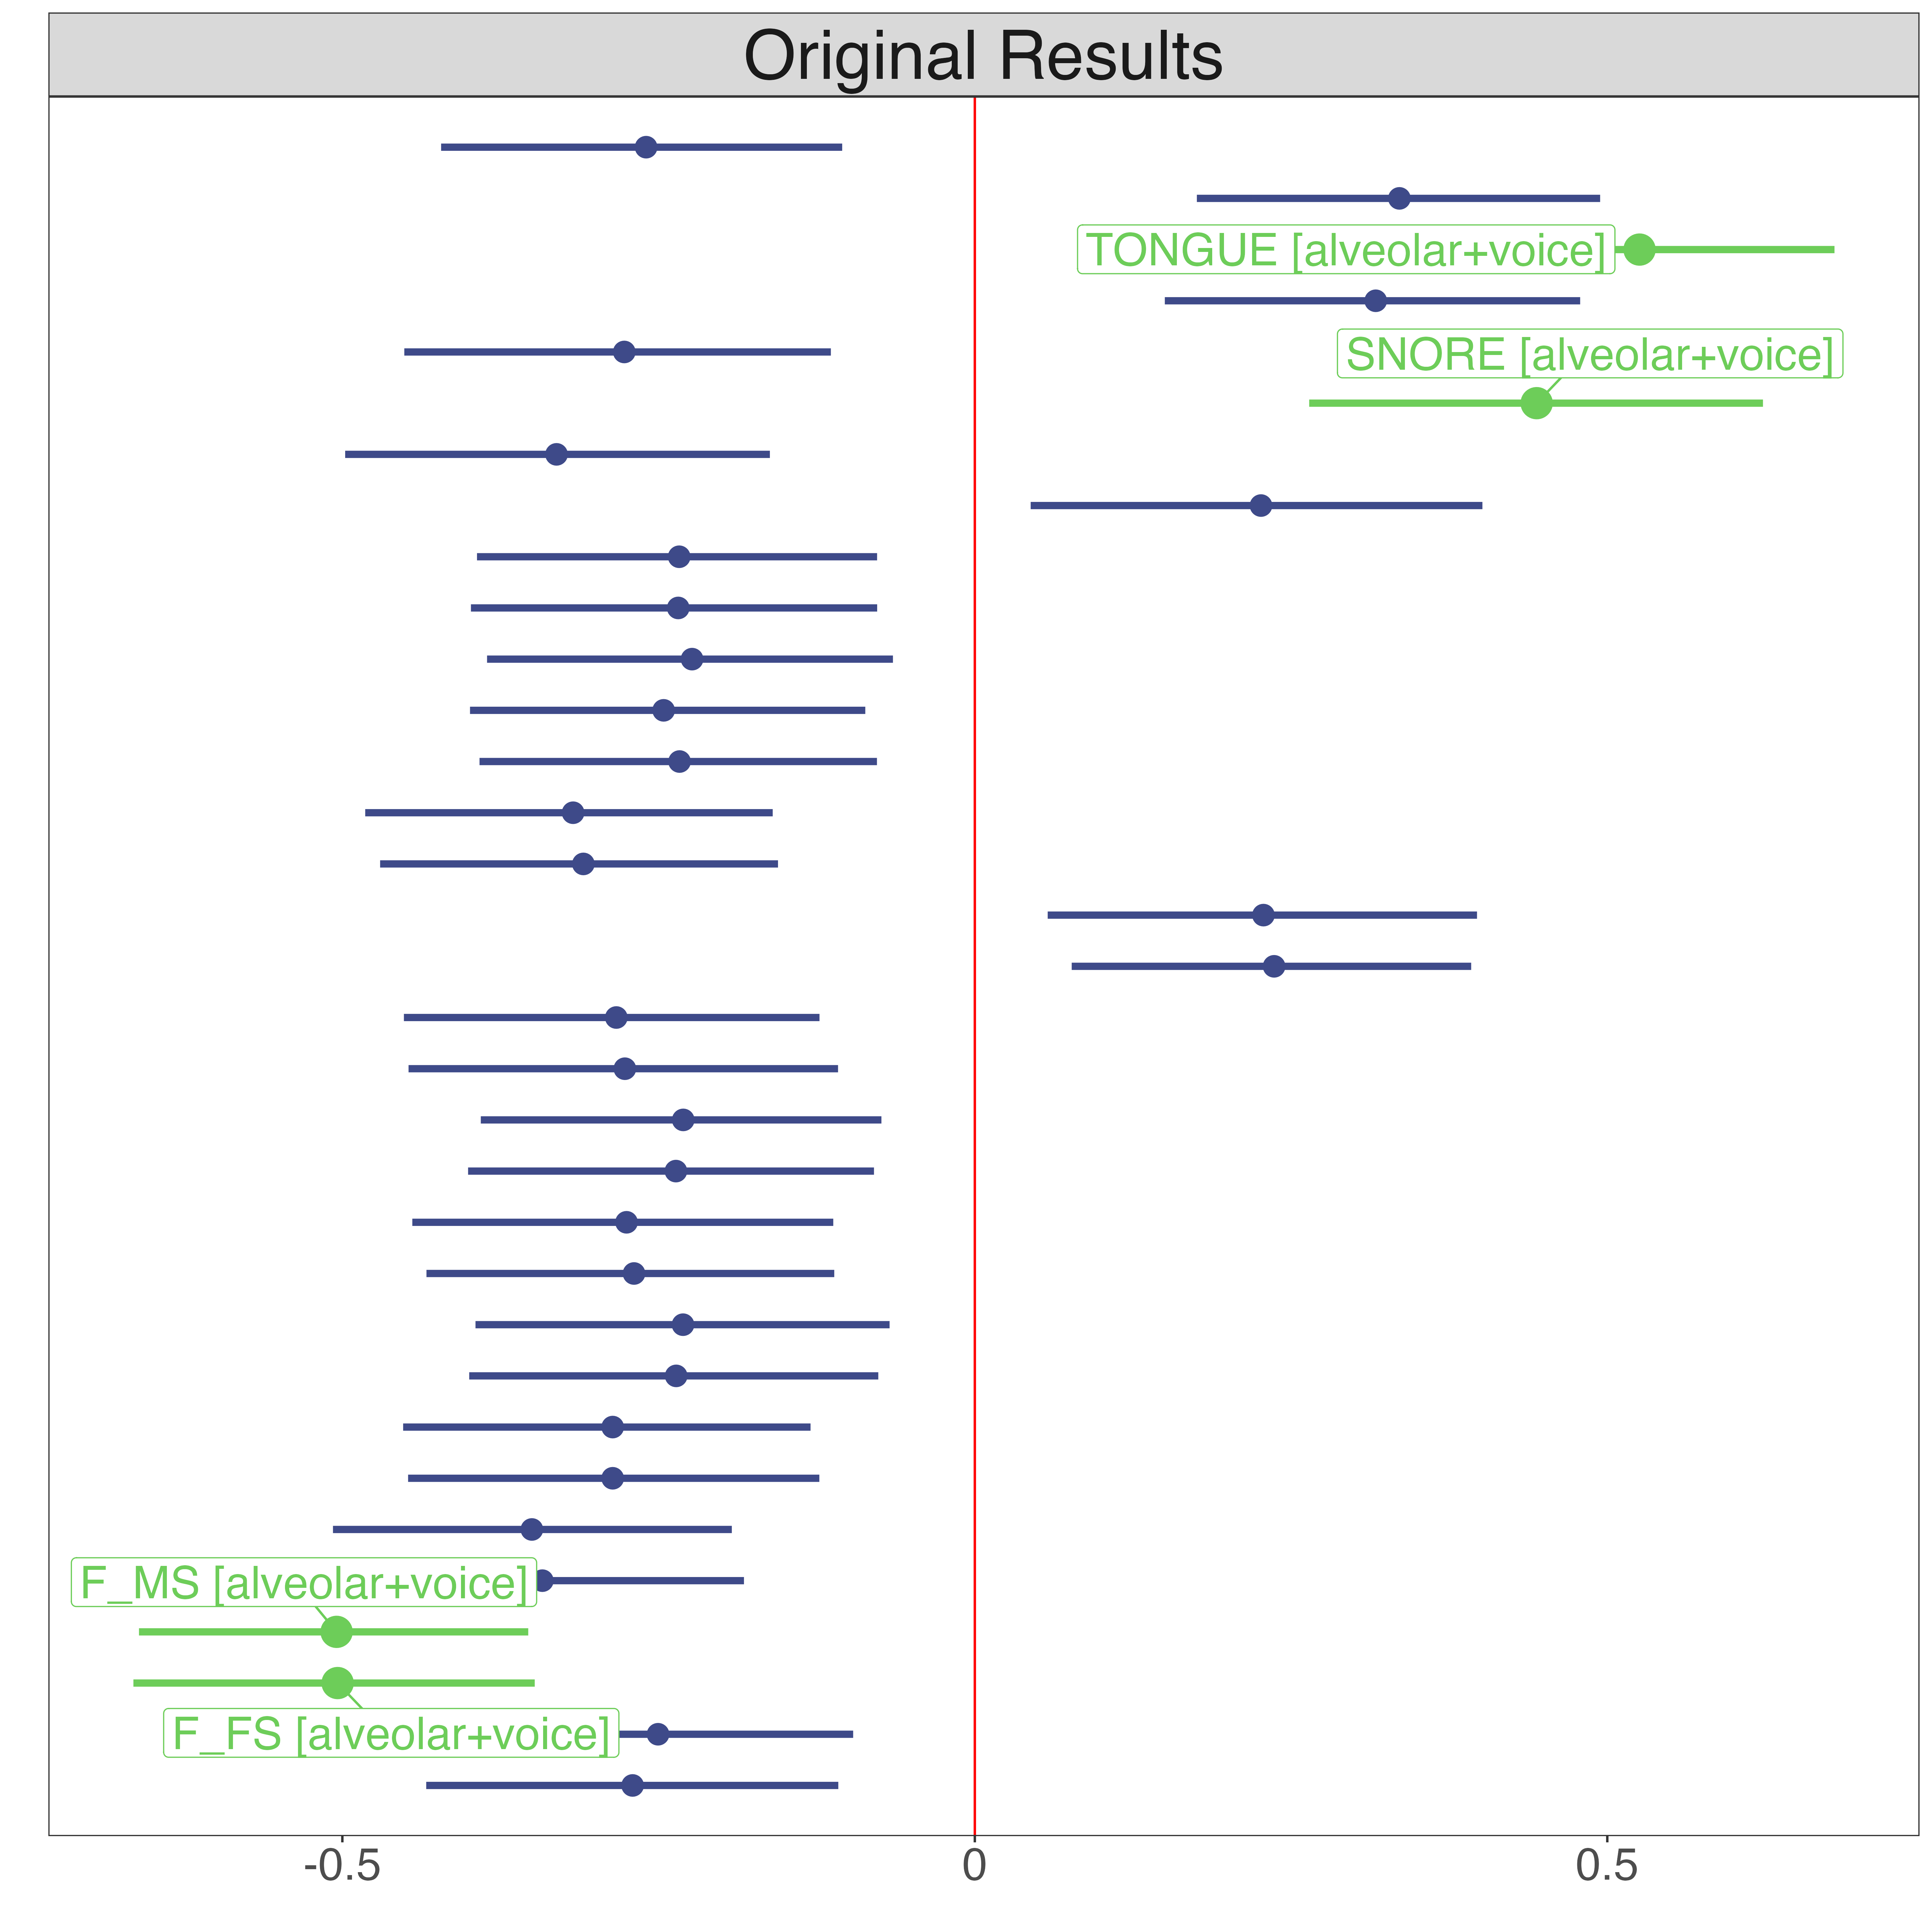 Original Results
TONGUE [alveolar+voice]
SNORE [alveolar+voice]
F_MS [alveolar+voice]
F_FS [alveolar+voice]
-0.5
0
0.5